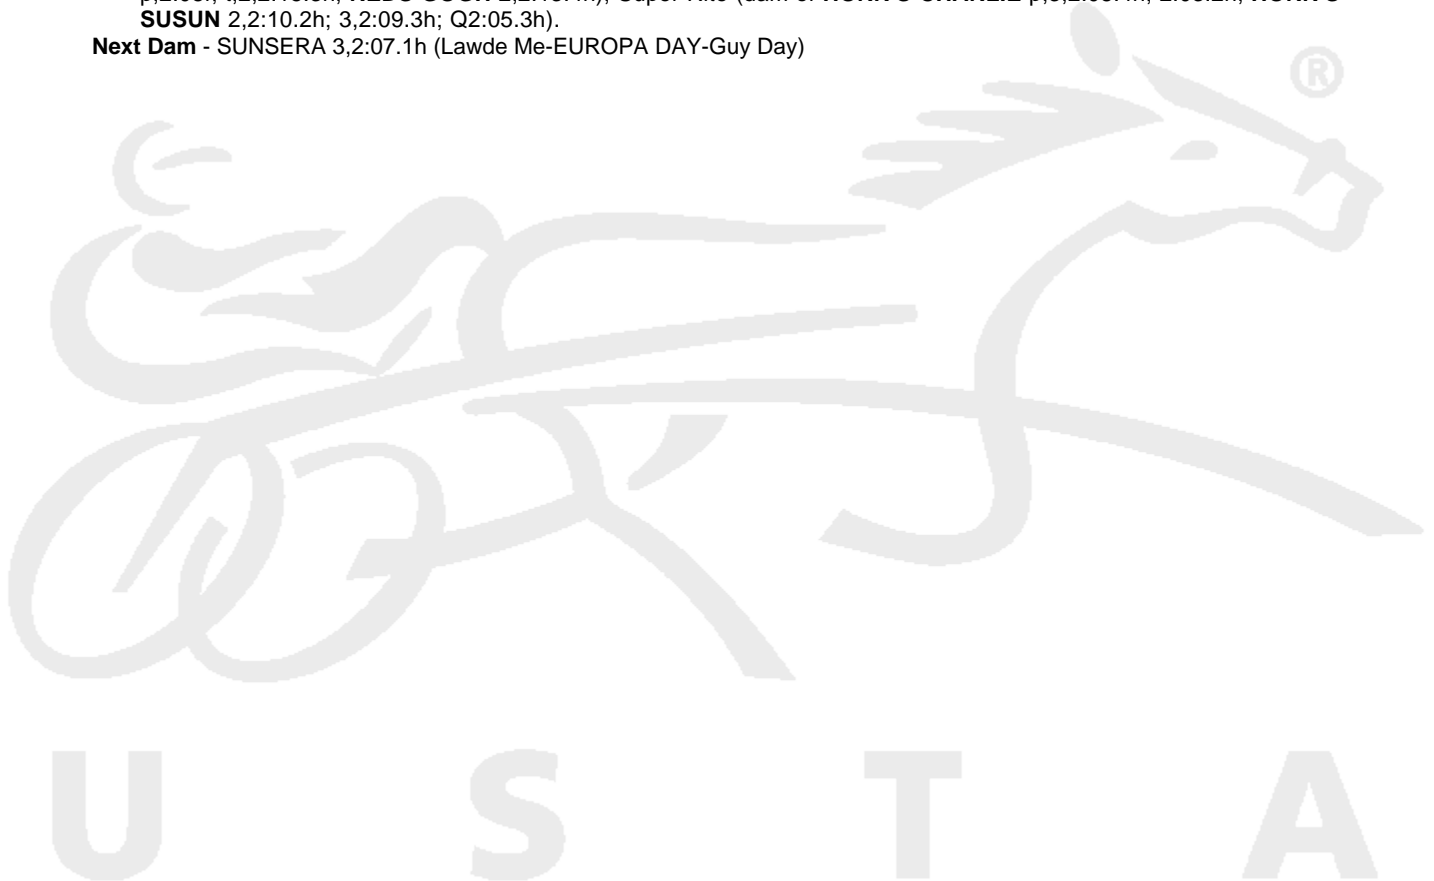 SUSUN 2,2:10.2h; 3,2:09.3h; Q2:05.3h).
Next Dam - SUNSERA 3,2:07.1h (Lawde Me-EUROPA DAY-Guy Day)
®
U S T A